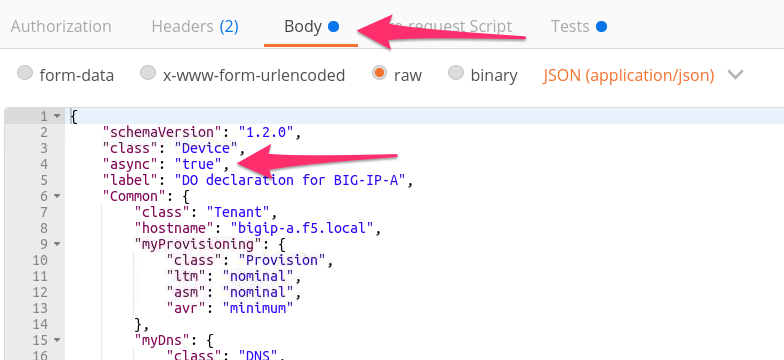 Authorization Headers (2) Body request Script Tests
form-data x-www-form-urlencoded raw binary JSON (application/json)
1 {
2 "schemaVersion": "1.2.0",
3 "class": "Device",
4 "async": "true",
5 "label": "DO declaration for BIG-IP-A",
6 "Common": {
7 "class": "Tenant",
8 "hostname": "bigip-a.f5.local",
9 "myProvisioning": {
10 "class": "Provision",
11 "ltm": "nominal",
12 "asm": "nominal",
13 "avr": "minimum"
14 },
15 "myDns": {
16 "class": "DNS",